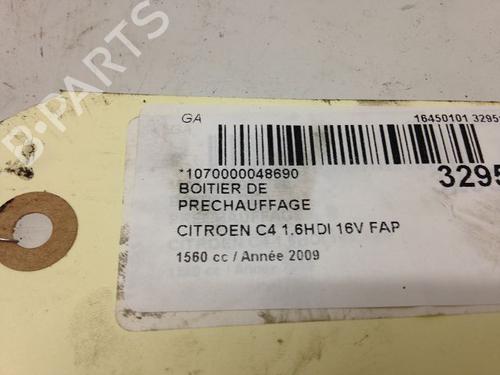 GA
16450101 3295
*1070000048690
3295
BOITIER DE
PRECHAUFFAGE
CITROEN C4 1.6HDI 16V FAP
1560 cc / Année 2009
B-PARTS